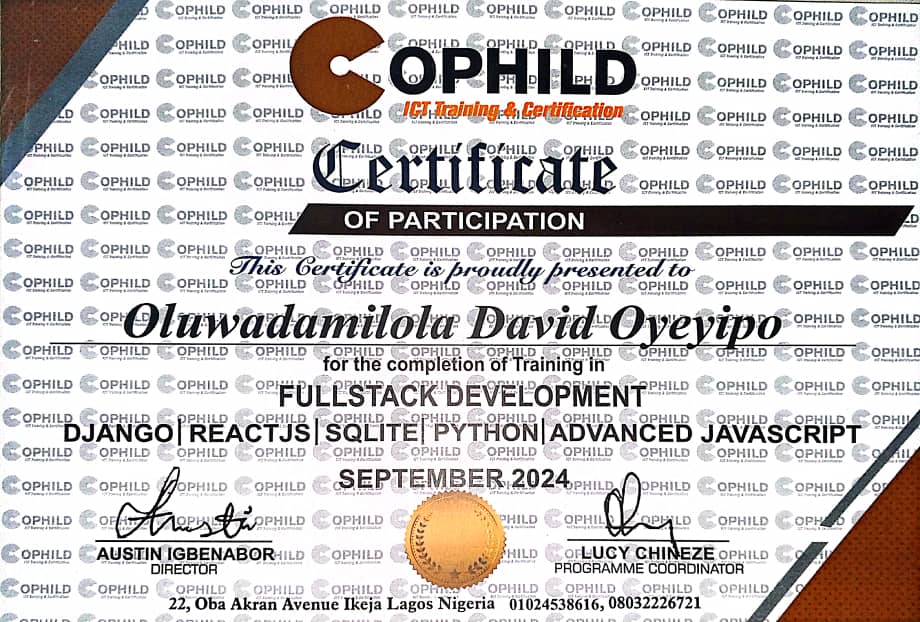 COPHILD
ICT Training & Certification
Certificate
OF PARTICIPATION
This Certificate is proudly presented to
Oluwadamilola David Oyeyipo
for the completion of Training in
FULLSTACK DEVELOPMENT
DJANGO|REACTJS|SQLITE|PYTHON|ADVANCED JAVASCRIPT
SEPTEMBER 2024
AUSTIN IGBENABOR
DIRECTOR
LUCY CHINEZE
PROGRAMME COORDINATOR
22, Oba Akran Avenue Ikeja Lagos Nigeria 01024538616, 08032226721